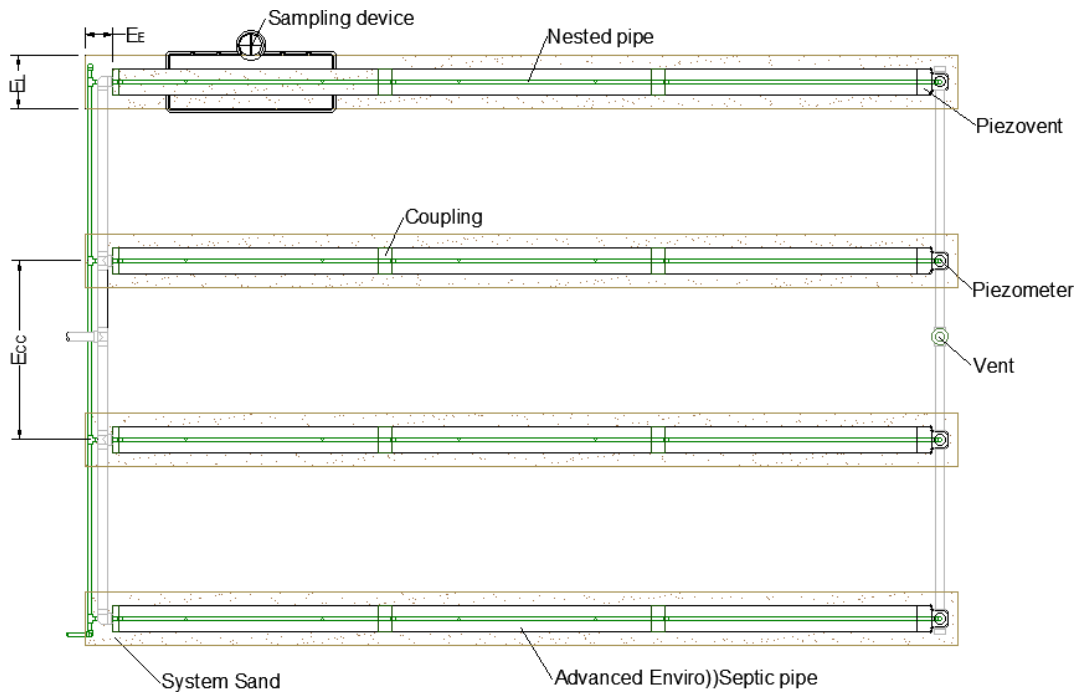 Sampling device
EE
Nested pipe
EL
Piezovent
Coupling
Piezometer
Ecc
Vent
System Sand
Advanced Enviro))Septic pipe